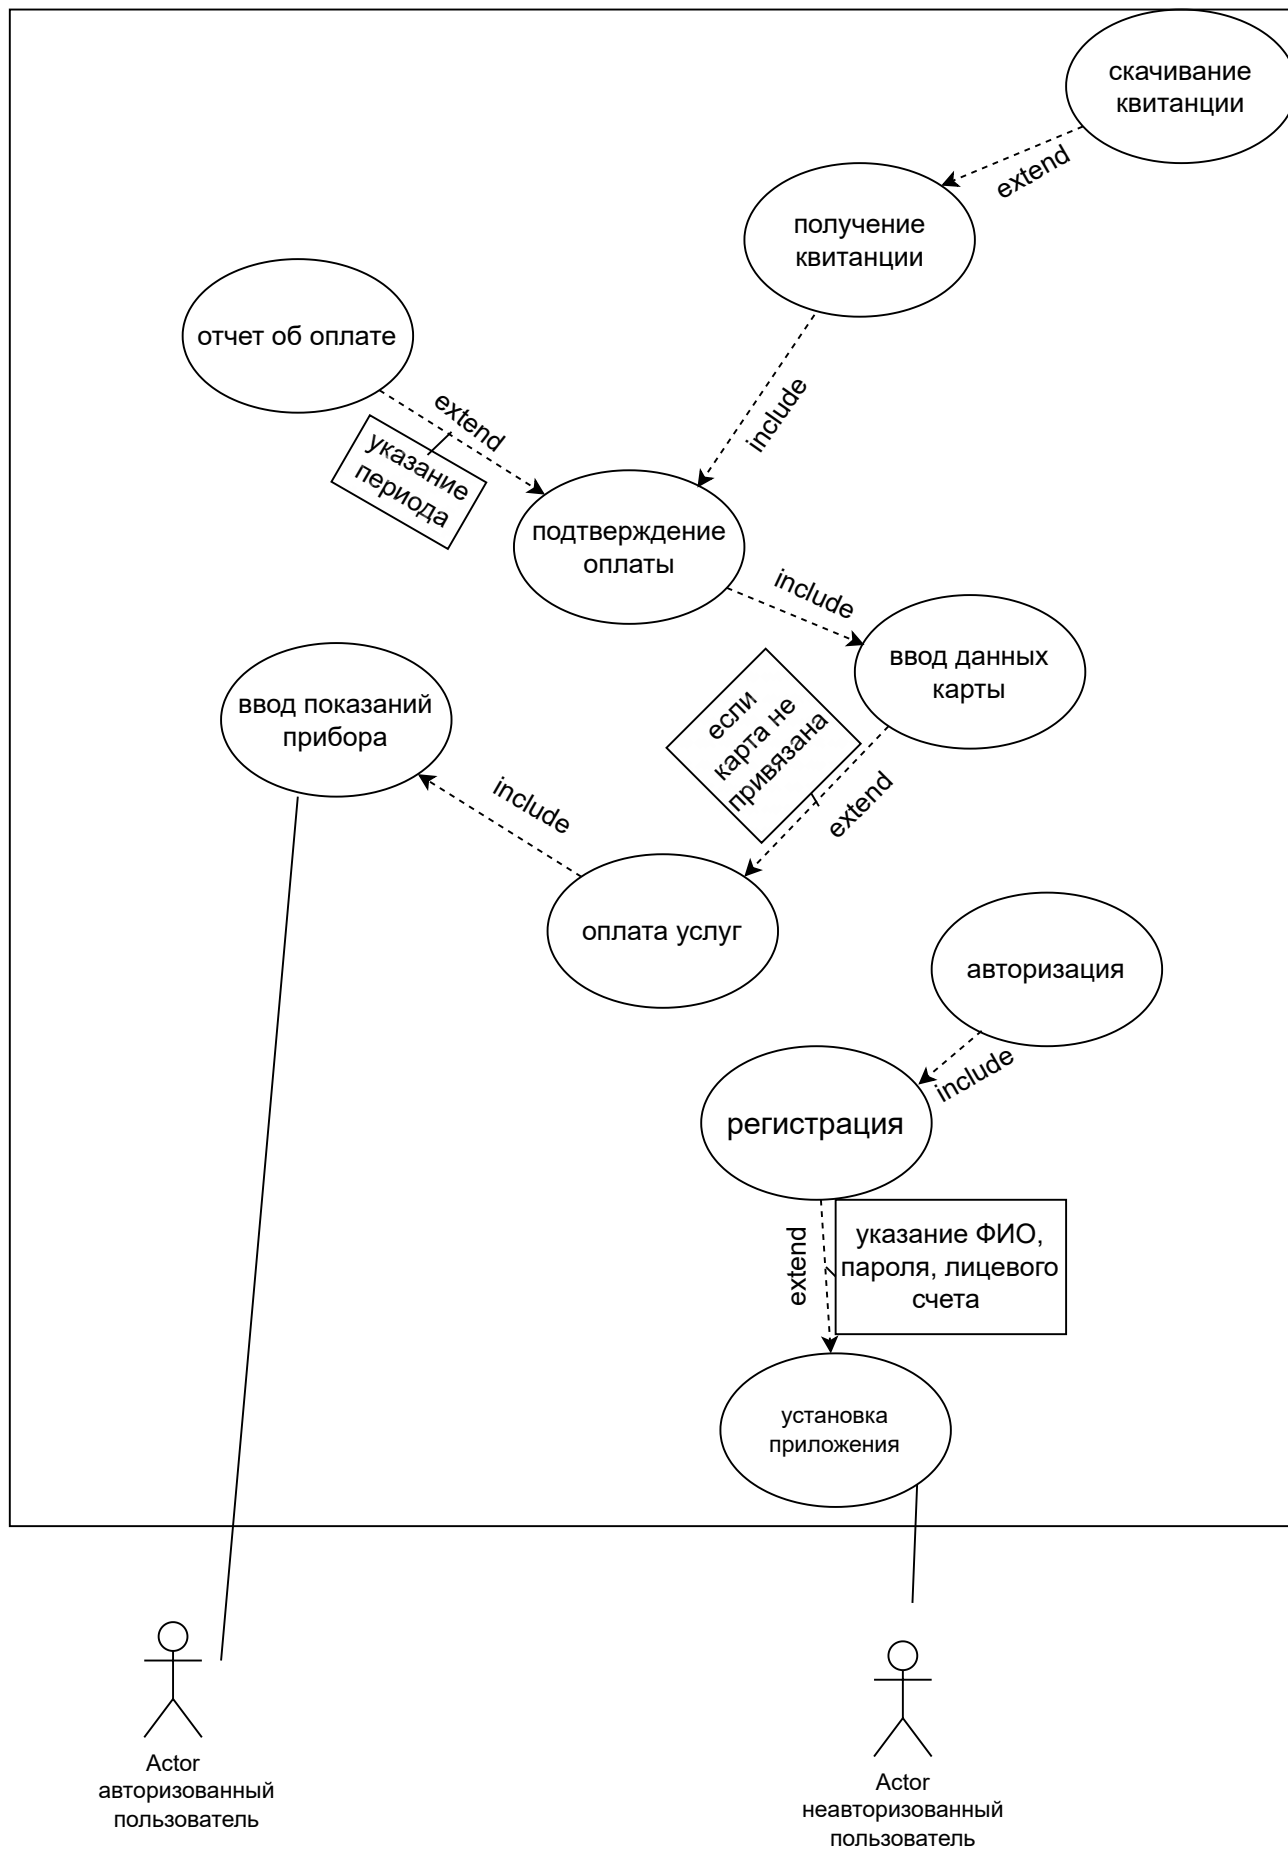 скачивание
квитанции
extend
получение
квитанции
include
отчет об оплате
extend
указание
периода
подтверждение
оплаты
include
ввод данных
карты
если
карта не
привязана
extend
ввод показаний
прибора
include
оплата услуг
авторизация
include
регистрация
extend
указание ФИО,
пароля, лицевого
счета
установка
приложения
Actor
авторизованный
пользователь
Actor
неавторизованный
пользователь